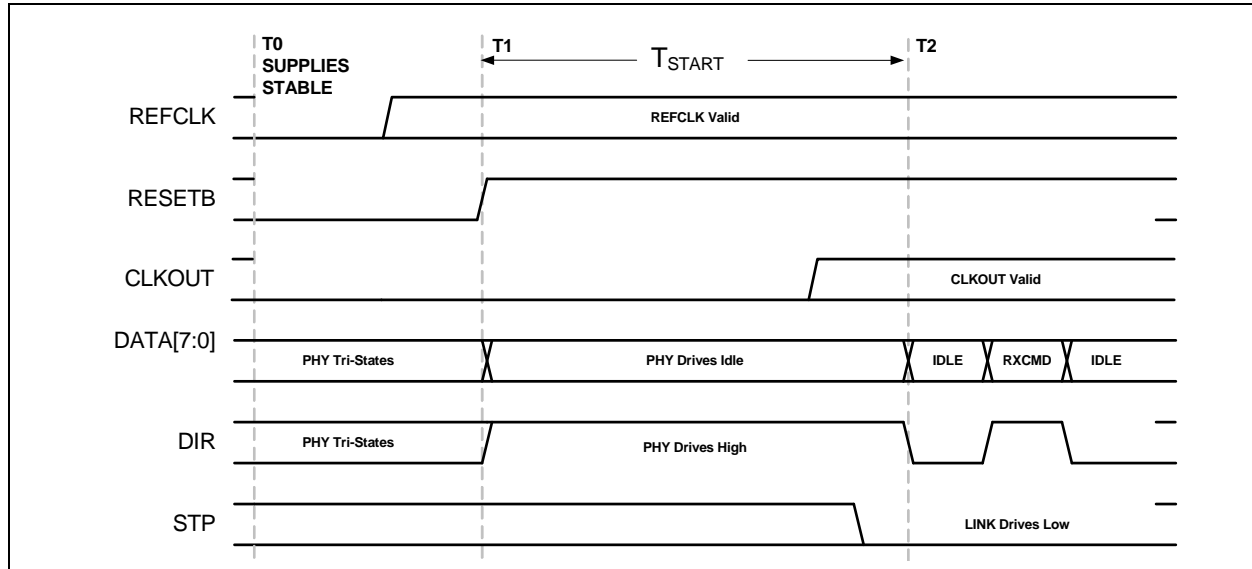 T0
SUPPLIES
STABLE
T1
TSTART
T2
REFCLK
REFCLK Valid
RESETB
CLKOUT
CLKOUT Valid
DATA[7:0]
PHY Tri-States
PHY Drives Idle
IDLE
RXCMD
IDLE
DIR
PHY Tri-States
PHY Drives High
STP
LINK Drives Low